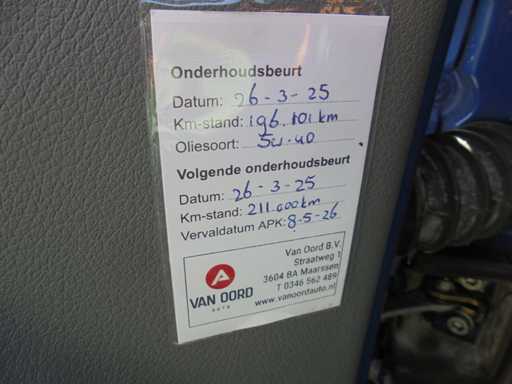 Onderhoudsbeurt
Datum: 26-3-25
Km-stand: 196.101 km
Oliesoort: 5w-40
Volgende onderhoudsbeurt
Datum: 26-3-25
Km-stand: 211.000km
Vervaldatum APK: 8-5-26
Van Oord B.V.
Straatweg 1
3604 BA Maarssen
T 0346 562 489
www.vanoordauto.nl
VAN OORD
AUTO